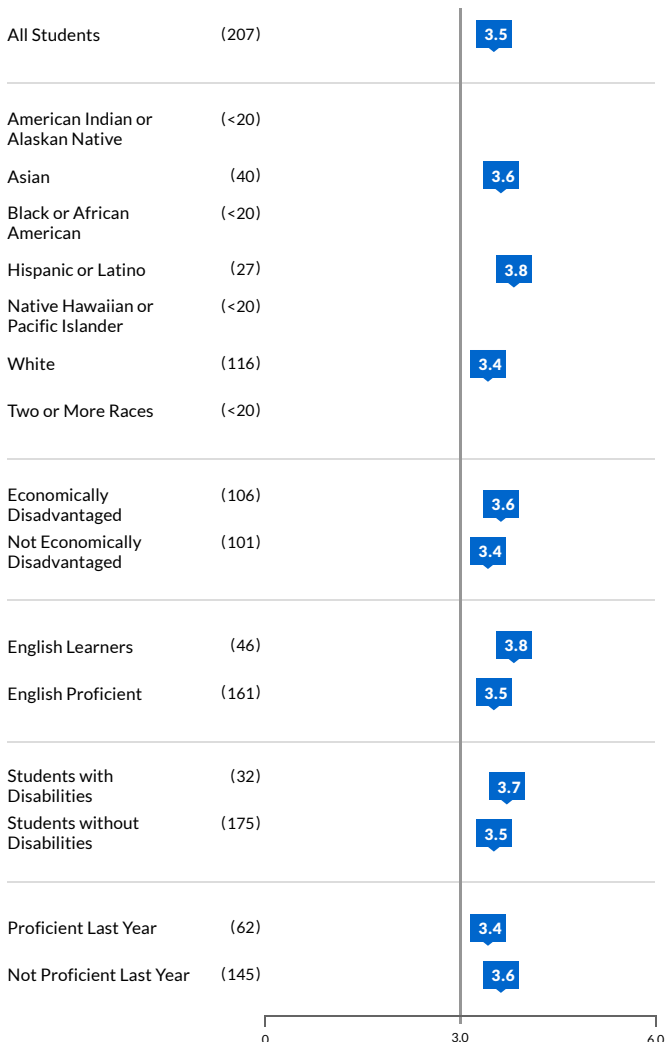 All Students (207) 3.5
American Indian or (<20)
Alaskan Native
Asian (40) 3.6
Black or African (<20)
American
Hispanic or Latino (27) 3.8
Native Hawaiian or (<20)
Pacific Islander
White (116) 3.4
Two or More Races (<20)
Economically (106) 3.6
Disadvantaged
Not Economically (101) 3.4
Disadvantaged
English Learners (46) 3.8
English Proficient (161) 3.5
Students with (32) 3.7
Disabilities
Students without (175) 3.5
Disabilities
Proficient Last Year (62) 3.4
Not Proficient Last Year (145) 3.6
0 3.0 6.0